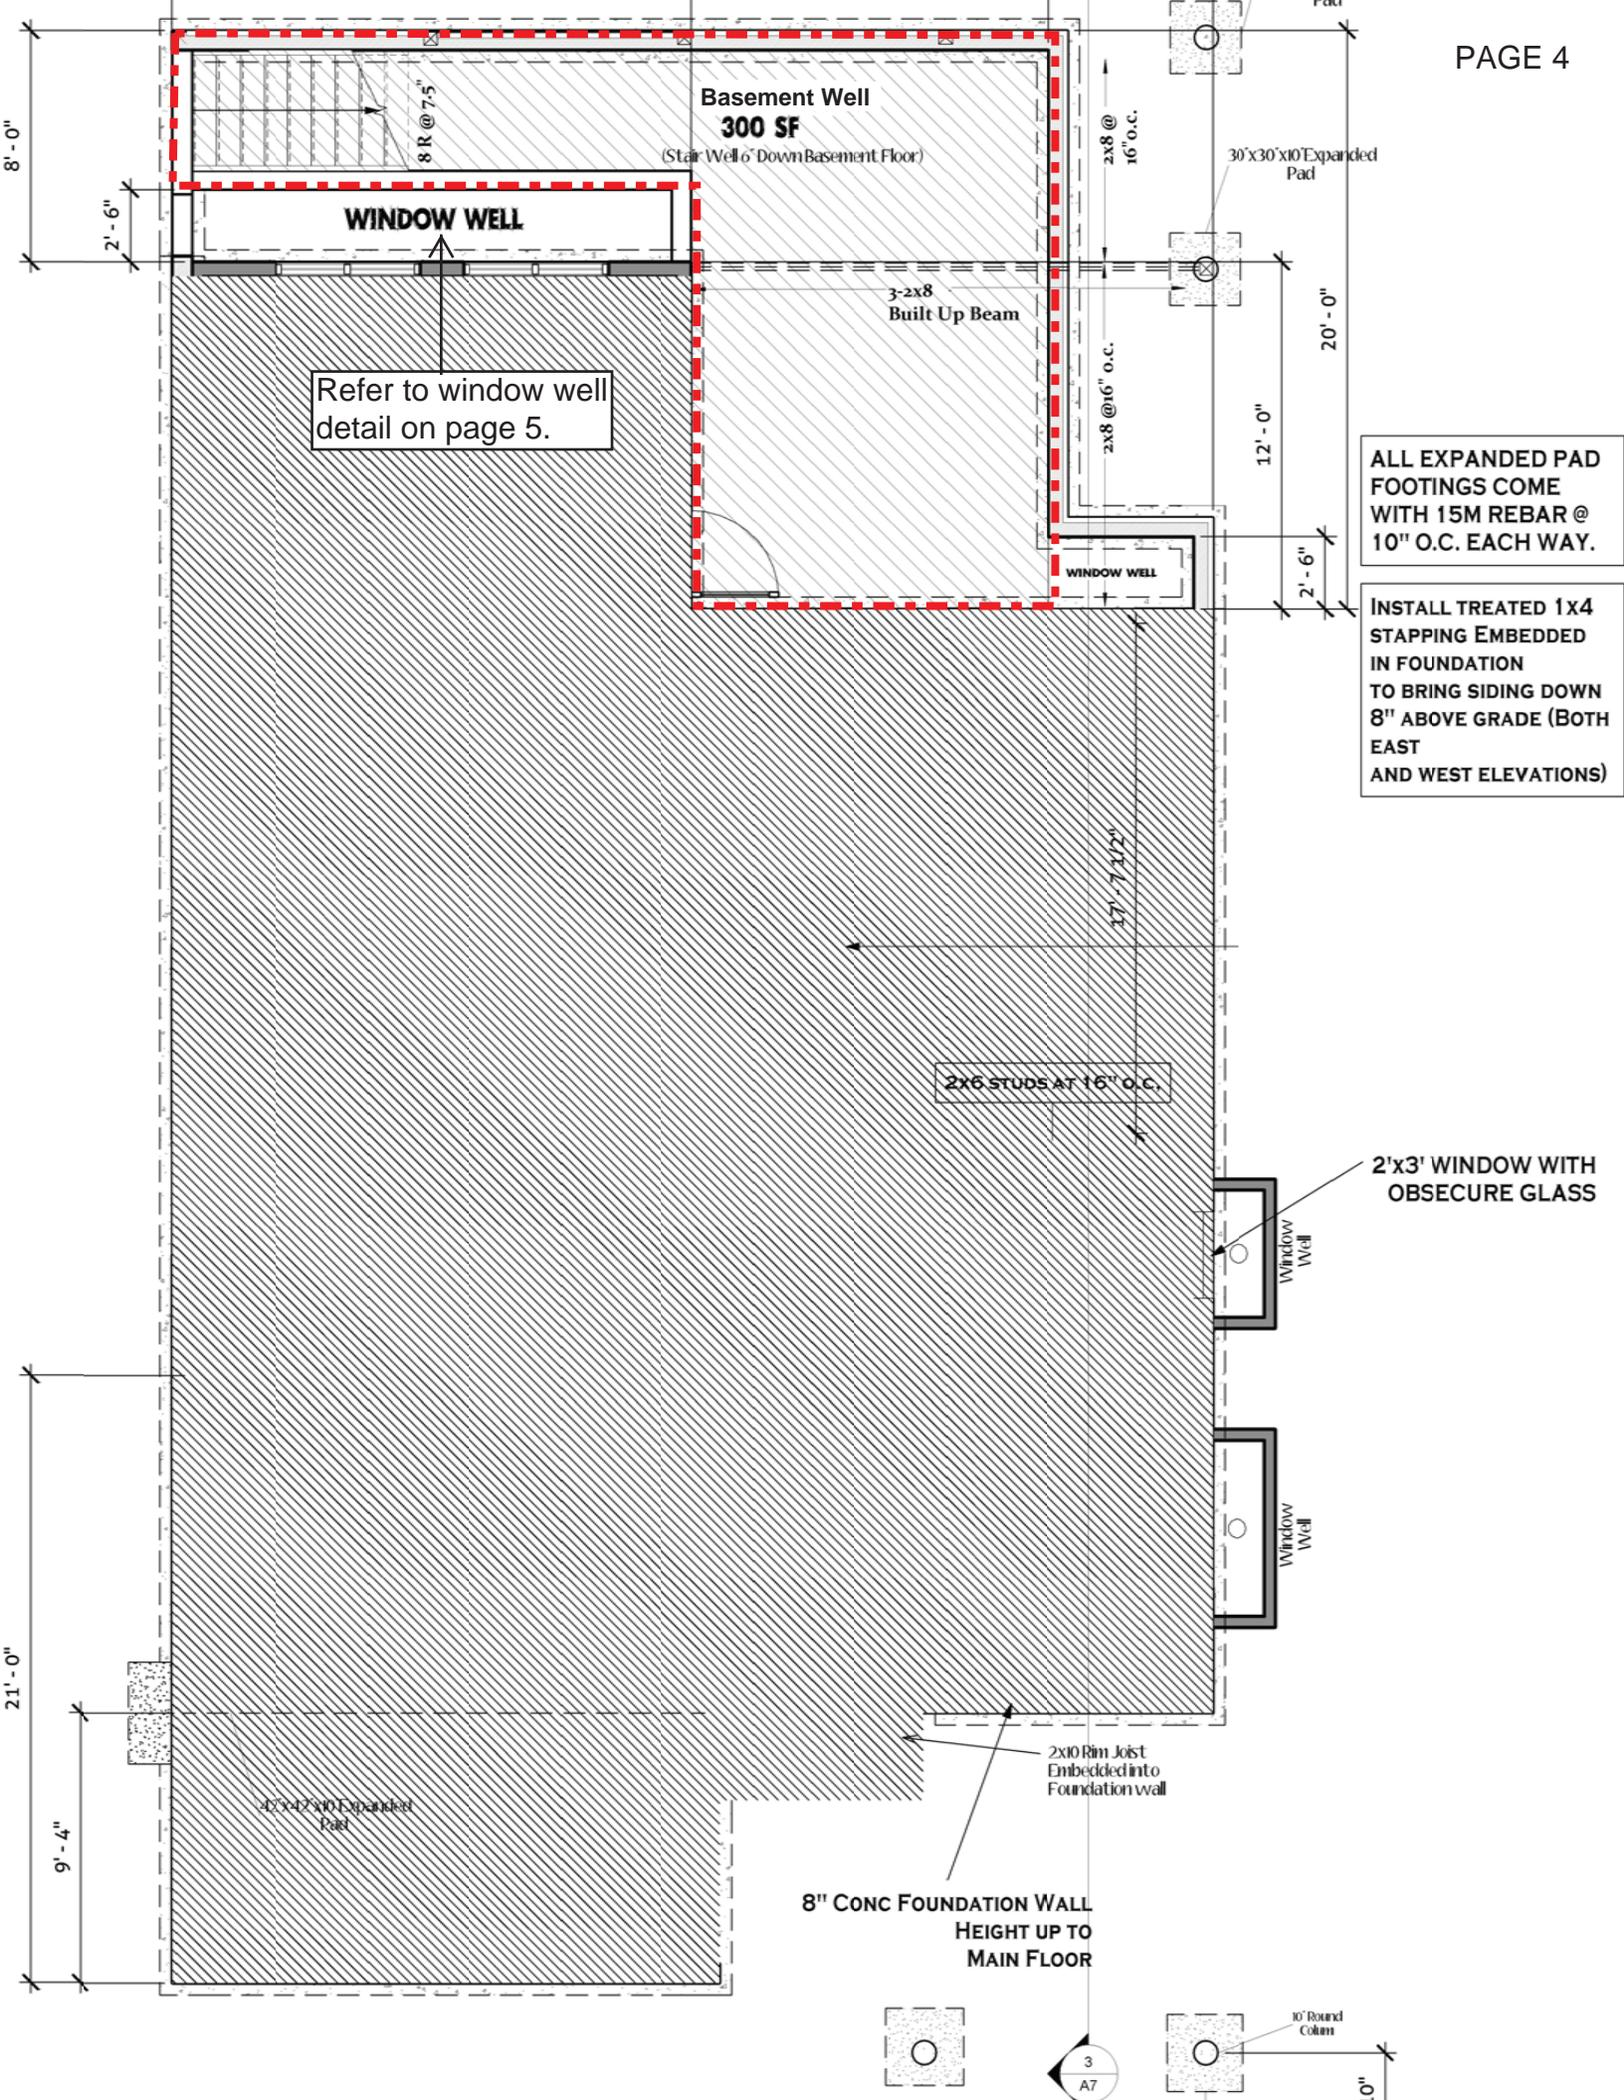 Pad
PAGE 4
8' - 0"
8 R @ 7.5"
Basement Well
300 SF
(Stair Well 6" Down Basement Floor)
2x8 @
16"o.c.
30"x30"x10"Expanded
Pad
2' - 6"
WINDOW WELL
3-2x8
Built Up Beam
20' - 0"
Refer to window well
detail on page 5.
2x8 @16" o.c.
12' - 0"
ALL EXPANDED PAD
FOOTINGS COME
WITH 15M REBAR @
10" O.C. EACH WAY.
WINDOW WELL
2' - 6"
INSTALL TREATED 1X4
STAPPING EMBEDDED
IN FOUNDATION
TO BRING SIDING DOWN
8" ABOVE GRADE (BOTH
EAST
AND WEST ELEVATIONS)
17' - 7 1/2"
2X6 STUDS AT 16" O.C.
2'X3' WINDOW WITH
OBSECURE GLASS
Window
Well
Window
Well
21' - 0"
2x10 Rim Joist
Embedded into
Foundation wall
42"x42"x10"Expanded
Pad
9' - 4"
8" CONC FOUNDATION WALL
HEIGHT UP TO
MAIN FLOOR
10" Round
Colum
3
A7
0"